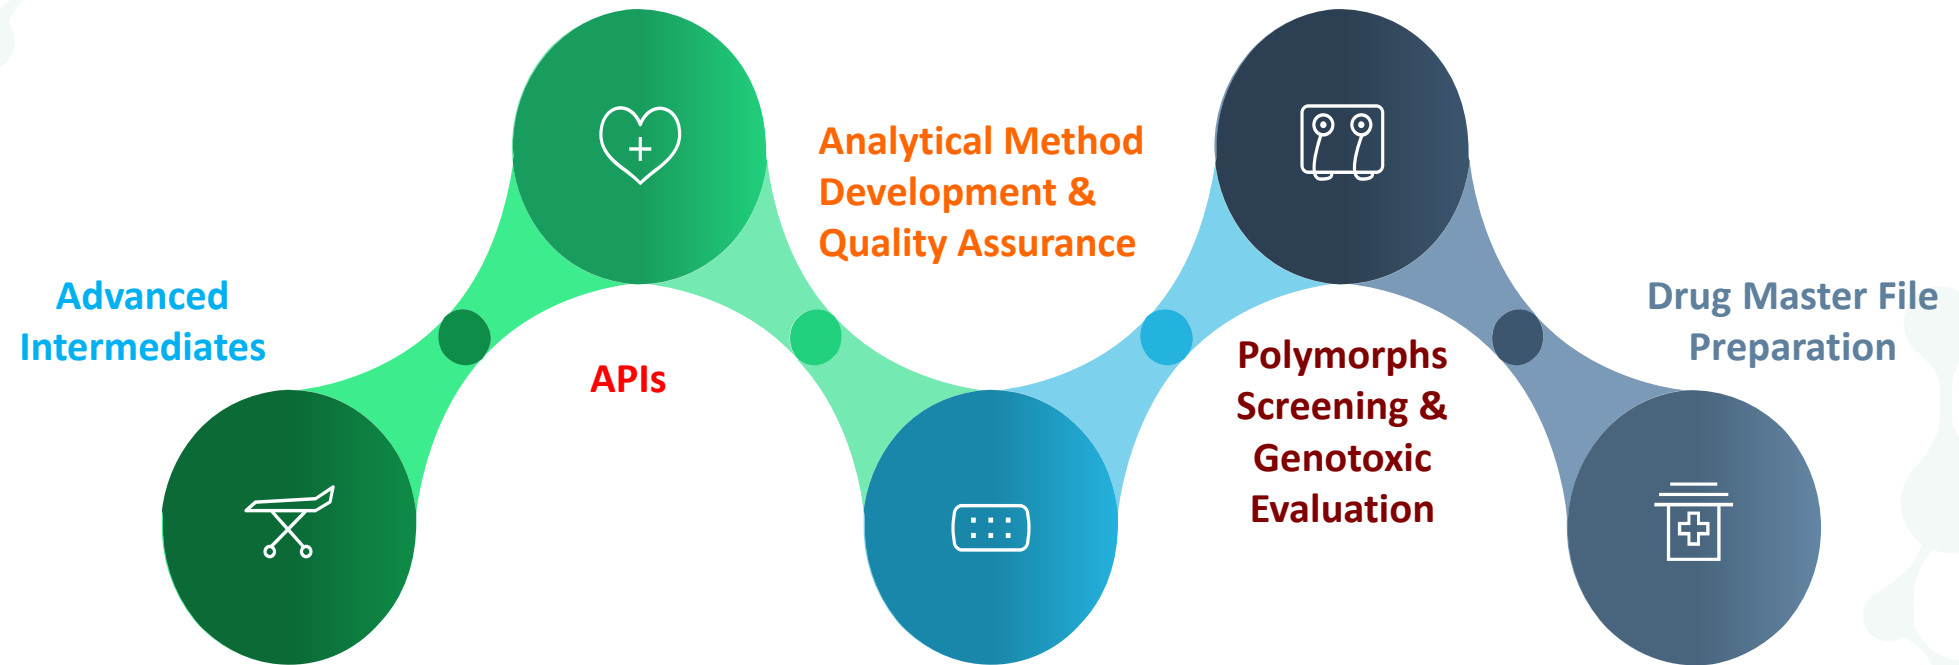 Advanced
Intermediates
APIs
Analytical Method
Development &
Quality Assurance
Polymorphs
Screening &
Genotoxic
Evaluation
Drug Master File
Preparation